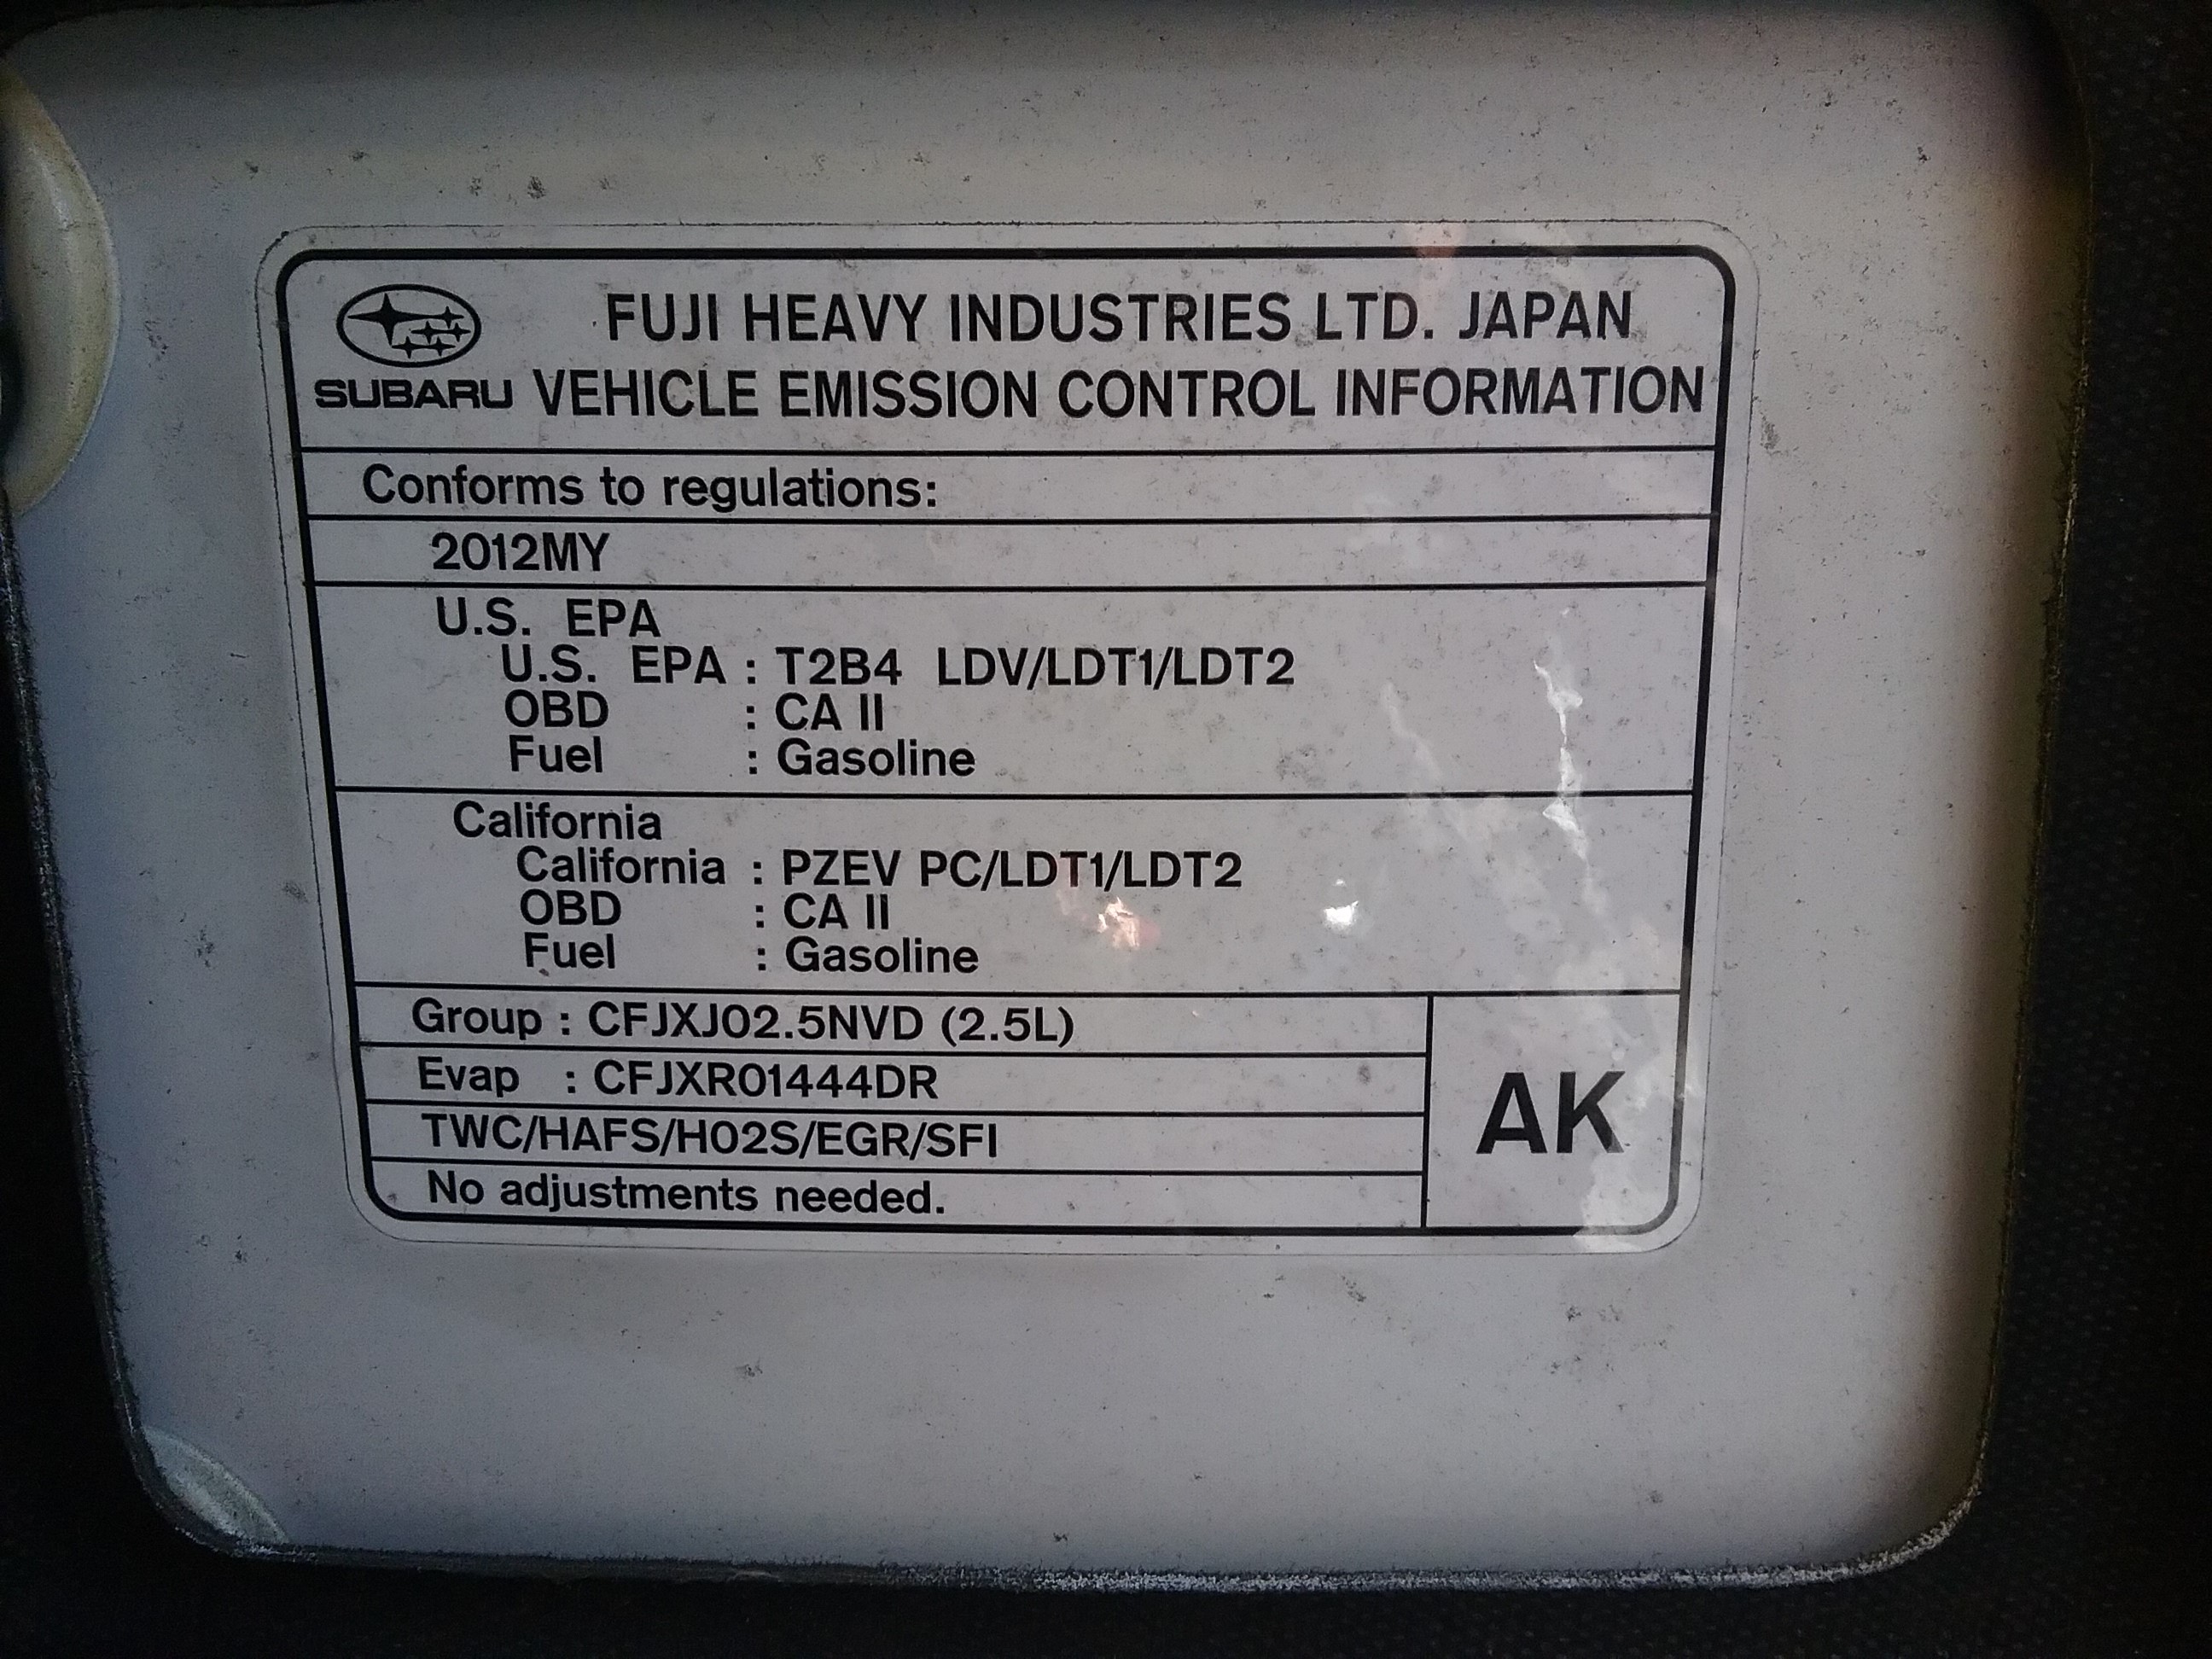 FUJI HEAVY INDUSTRIES LTD. JAPAN
SUBARU VEHICLE EMISSION CONTROL INFORMATION
Conforms to regulations:
2012MY
U.S. EPA
U.S. EPA : T2B4 LDV/LDT1/LDT2
OBD : CA II
Fuel : Gasoline
California
California : PZEV PC/LDT1/LDT2
OBD : CA II
Fuel : Gasoline
Group : CFJXJ02.5NVD (2.5L)
Evap : CFJXR01444DR
TWC/HAFS/HO2S/EGR/SFI
No adjustments needed.
AK